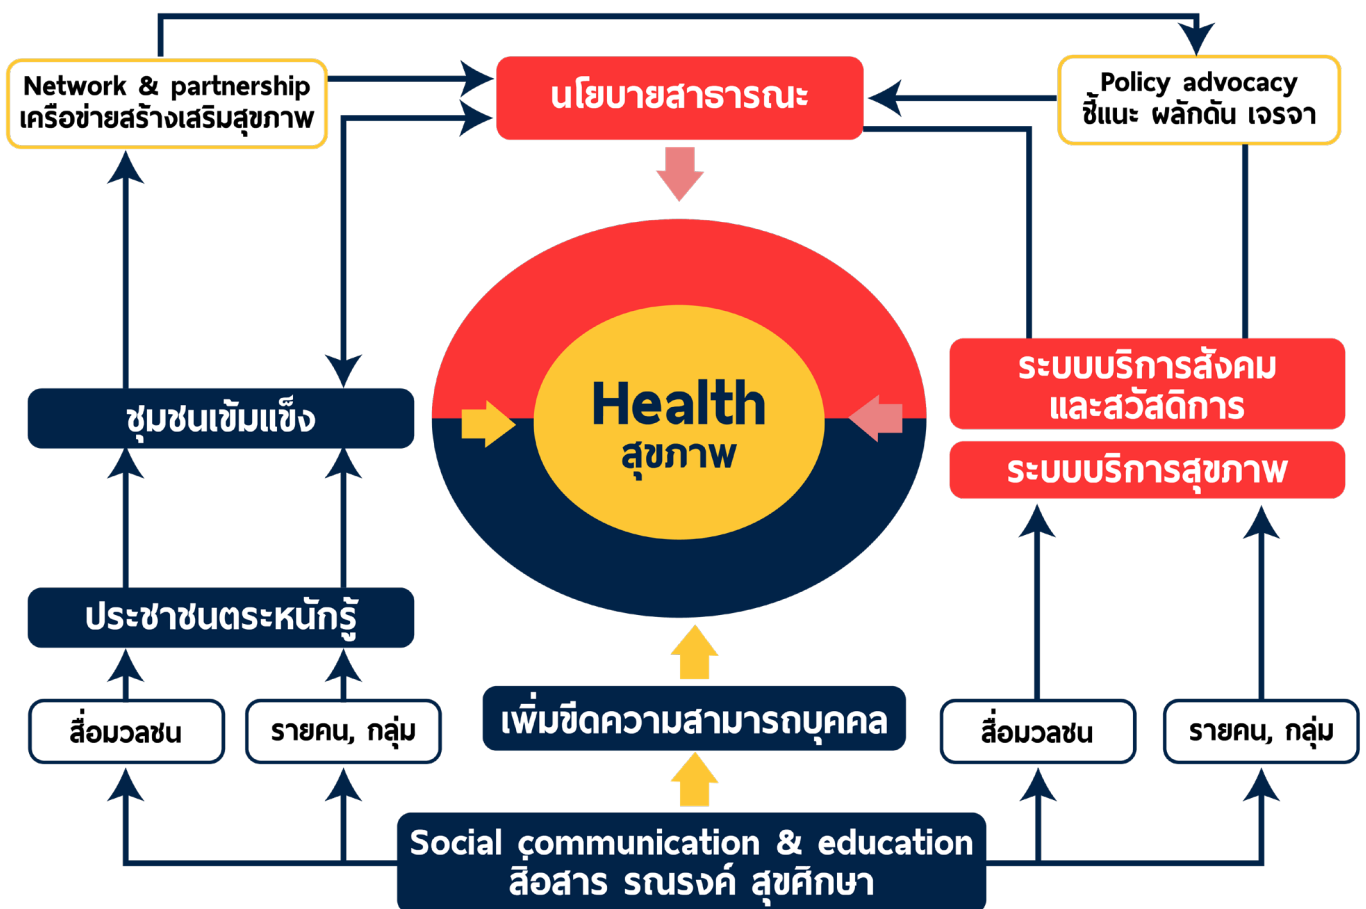 Network & partnership
เครือข่ายสร้างเสริมสุขภาพ
นโยบายสาธารณะ
Policy advocacy
ชี้แนะ ผลักดัน เจรจา
Health
สุขภาพ
ชุมชนเข้มแข็ง
ระบบบริการสังคม
และสวัสดิการ
ระบบบริการสุขภาพ
ประชาชนตระหนักรู้
สื่อมวลชน
รายคน, กลุ่ม
เพิ่มขีดความสามารถบุคคล
สื่อมวลชน
รายคน, กลุ่ม
Social communication & education
สื่อสาร รณรงค์ สุขศึกษา